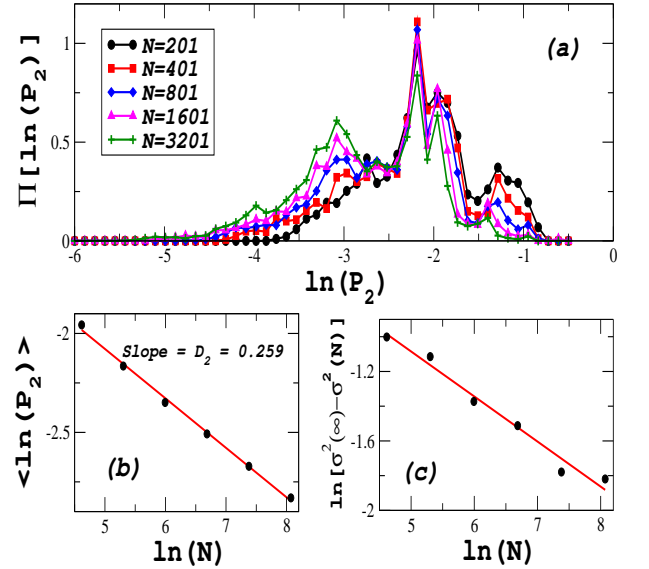 Π[ln(P₂)]
1
0.5
0
N=201
N=401
N=801
N=1601
N=3201
(a)
-6 -5 -4 -3 -2 -1 0
ln(P₂)
<ln(P₂)>
-2
-2.5
Slope = D₂ = 0.259
(b)
5 6 7 8
ln(N)
ln[σ²(∞)-σ²(N)]
-1.2
-1.6
-2
(c)
5 6 7 8
ln(N)